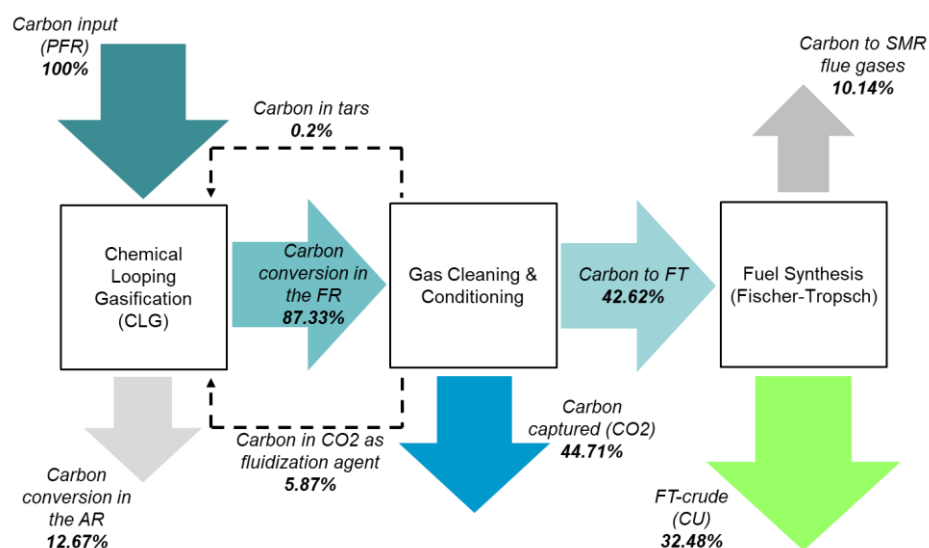 Carbon input
(PFR)
100%
Carbon to SMR
flue gases
10.14%
Carbon in tars
0.2%
Chemical
Looping
Gasification
(CLG)
Carbon
conversion in
the FR
87.33%
Gas Cleaning &
Conditioning
Carbon to FT
42.62%
Fuel Synthesis
(Fischer-Tropsch)
Carbon
conversion in
the AR
12.67%
Carbon in CO2 as
fluidization agent
5.87%
Carbon
captured (CO2)
44.71%
FT-crude
(CU)
32.48%